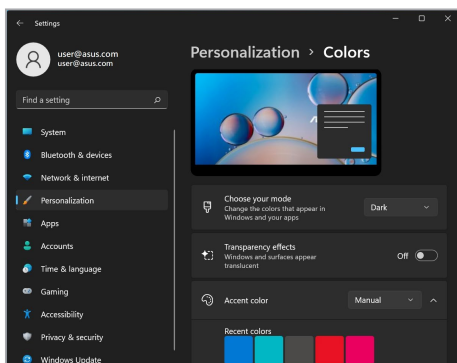 Settings
user@asus.com
user@asus.com
Find a setting
System
Bluetooth & devices
Network & internet
Personalization
Apps
Accounts
Time & language
Gaming
Accessibility
Privacy & security
Windows Update
Personalization > Colors
Choose your mode
Change the colors that appear in
Windows and your apps
Dark
Transparency effects
Windows and surfaces appear
translucent
Off
Accent color
Manual
Recent colors